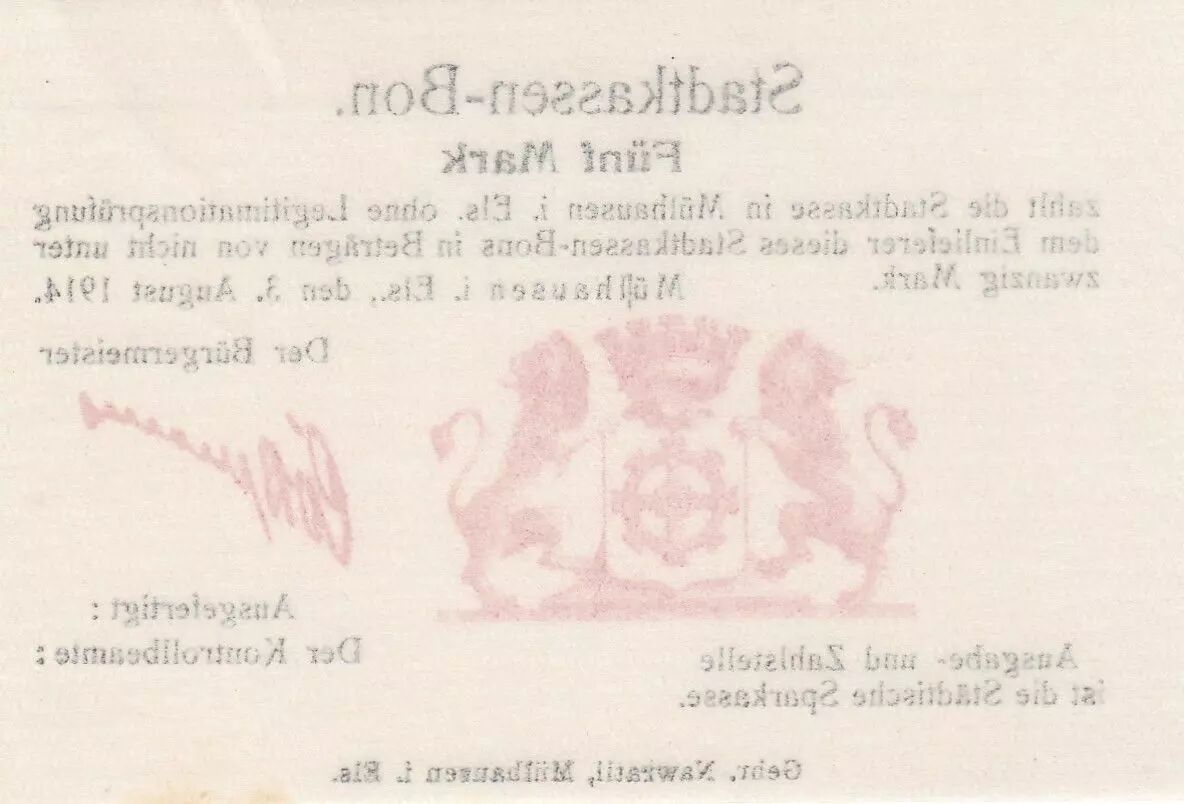 Stadtkassen-Bon.
Fünf Mark
zahlt die Stadtkasse in Mülhausen i. Els. ohne Legitimationsprüfung
dem Einlieferer dieses Stadtkassen-Bons in Beträgen von nicht unter
zwanzig Mark.
Mülhausen i. Els., den 3. August 1914.
Der Bürgermeister
Ausgefertigt:
Der Kontrollbeamte:
Ausgabe- und Zahlstelle
ist die Städtische Sparkasse.
Gebr. Nawratil, Mülhausen i. Els.